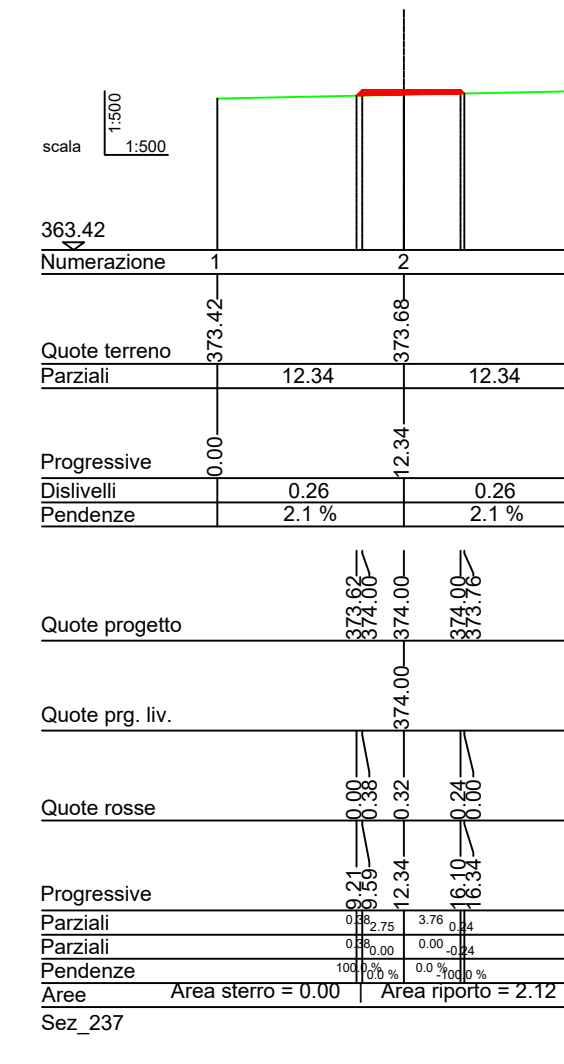 1:500
scala 1:500
363.42
Numerazione 1 2
Quote terreno 373.42 373.68
Parziali 12.34 12.34
Progressive 0.00 12.34
Dislivelli 0.26 0.26
Pendenze 2.1 % 2.1 %
Quote progetto 373.62 374.00 374.00 374.00 373.76
Quote prg. liv. 374.00
Quote rosse 0.00 0.38 0.32 0.24 0.00
Progressive 9.21 9.59 12.34 16.10 16.34
Parziali 0.38 2.75 3.76 0.24
Parziali 0.38 0.00 0.00 -0.24
Pendenze 100.0 % 0.0 % 0.0 % -100.0 %
Aree Area sterro = 0.00 Area riporto = 2.12
Sez_237